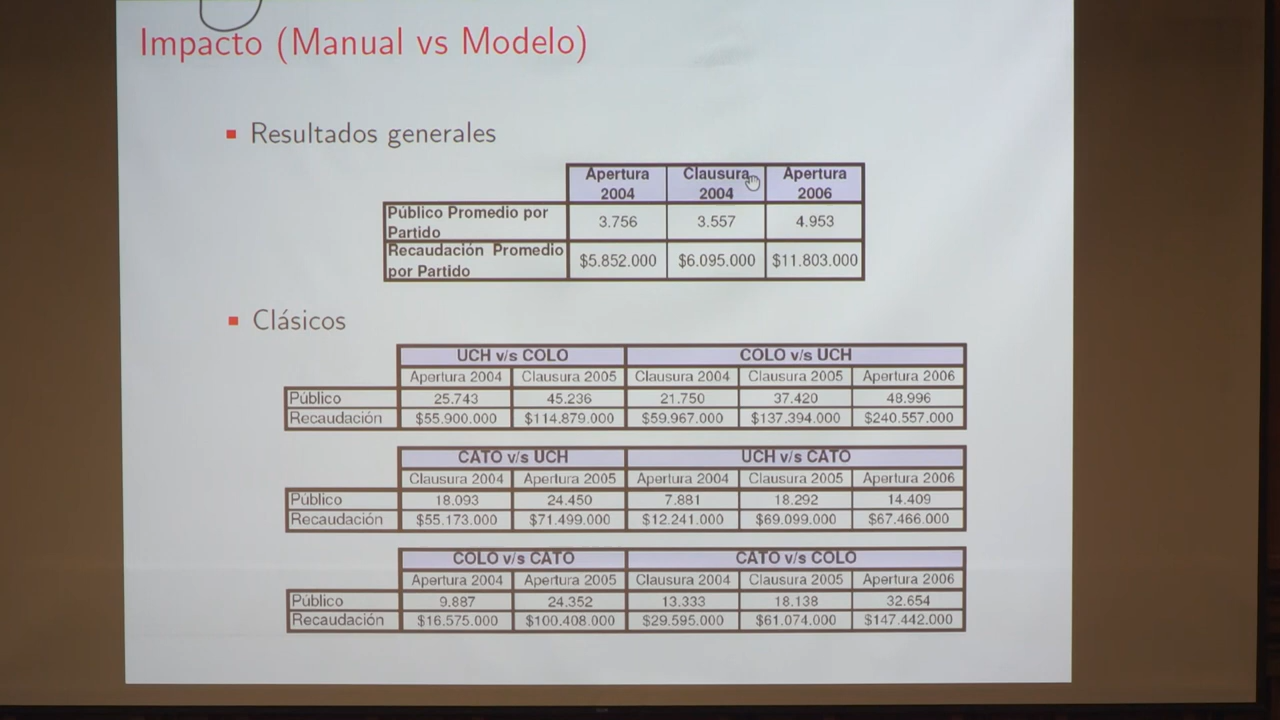 Impacto (Manual vs Modelo)
Resultados generales
Apertura 2004 Clausura 2004 Apertura 2006
Público Promedio por Partido 3.756 3.557 4.953
Recaudación Promedio por Partido $5.852.000 $6.095.000 $11.803.000
Clásicos
UCH v/s COLO COLO v/s UCH
Apertura 2004 Clausura 2005 Clausura 2004 Clausura 2005 Apertura 2006
Público 25.743 45.236 21.750 37.420 48.996
Recaudación $55.900.000 $114.879.000 $59.967.000 $137.394.000 $240.557.000
CATO v/s UCH UCH v/s CATO
Clausura 2004 Apertura 2005 Apertura 2004 Clausura 2005 Apertura 2006
Público 18.093 24.450 7.881 18.292 14.409
Recaudación $55.173.000 $71.499.000 $12.241.000 $69.099.000 $67.466.000
COLO v/s CATO CATO v/s COLO
Apertura 2004 Apertura 2005 Clausura 2004 Clausura 2005 Apertura 2006
Público 9.887 24.352 13.333 18.138 32.654
Recaudación $16.575.000 $100.408.000 $29.595.000 $61.074.000 $147.442.000